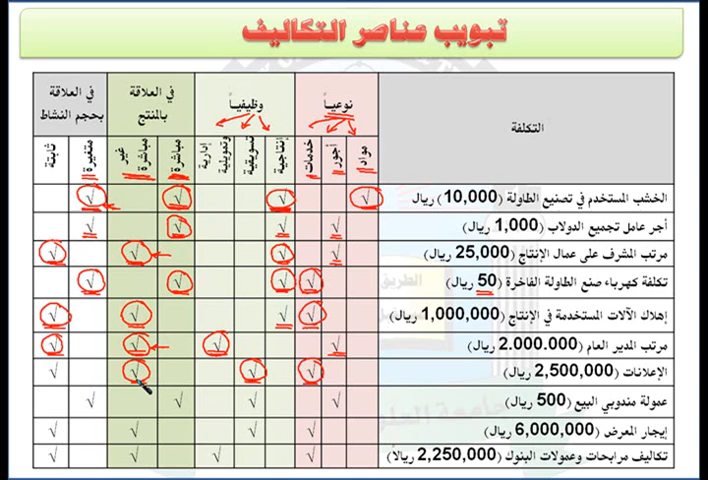 تبويب عناصر التكاليف
التكلفة
نوعياً
وظيفياً
في العلاقة بالمنتج
في العلاقة بحجم النشاط
مواد
أجور
خدمات
إنتاجية
تسويقية
إدارية وتمويلية
مباشرة
غير مباشرة
متغيرة
ثابتة
الخشب المستخدم في تصنيع الطاولة (10,000 ريال)
أجر عامل تجميع الدولاب (1,000 ريال)
مرتب المشرف على عمال الإنتاج (25,000 ريال)
تكلفة كهرباء صنع الطاولة الفاخرة (50 ريال)
إهلاك الآلات المستخدمة في الإنتاج (1,000,000 ريال)
مرتب المدير العام (2.000.000 ريال)
الإعلانات (2,500,000 ريال)
عمولة مندوبي البيع (500 ريال)
إيجار المعرض (6,000,000 ريال)
تكاليف مرابحات وعمولات البنوك (2,250,000 ريالا)